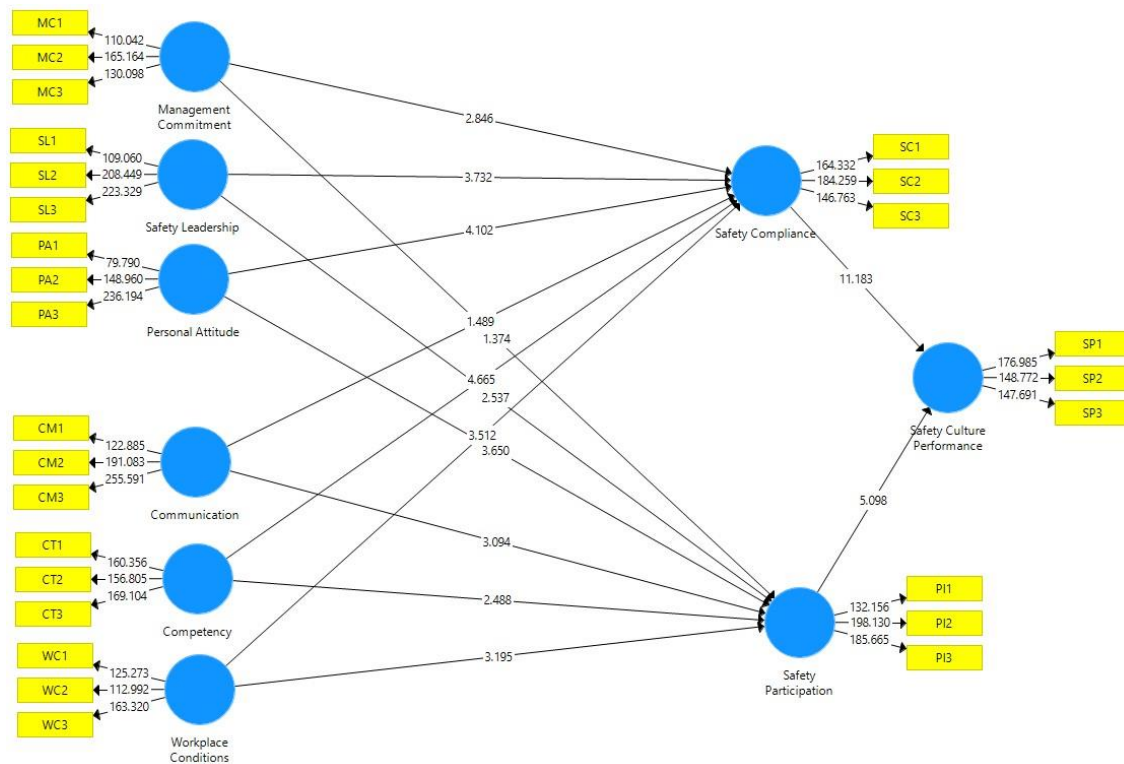 MC1
110.042
MC2
165.164
MC3
130.098
Management
Commitment
SL1
109.060
SL2
208.449
SL3
223.329
Safety Leadership
PA1
79.790
PA2
148.960
PA3
236.194
Personal Attitude
CM1
122.885
CM2
191.083
CM3
255.591
Communication
CT1
160.356
CT2
156.805
CT3
169.104
Competency
WC1
125.273
WC2
112.992
WC3
163.320
Workplace
Conditions
2.846
3.732
4.102
1.489
1.374
4.665
2.537
3.512
3.650
3.094
2.488
3.195
Safety Compliance
164.332
SC1
184.259
SC2
146.763
SC3
11.183
Safety Culture
Performance
176.985
SP1
148.772
SP2
147.691
SP3
5.098
Safety
Participation
132.156
PI1
198.130
PI2
185.665
PI3